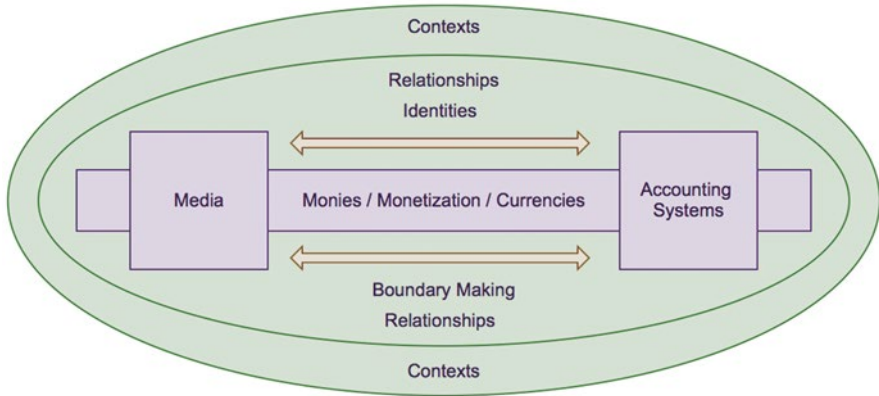 Contexts
Relationships
Identities
Media
Monies / Monetization / Currencies
Accounting
Systems
Boundary Making
Relationships
Contexts